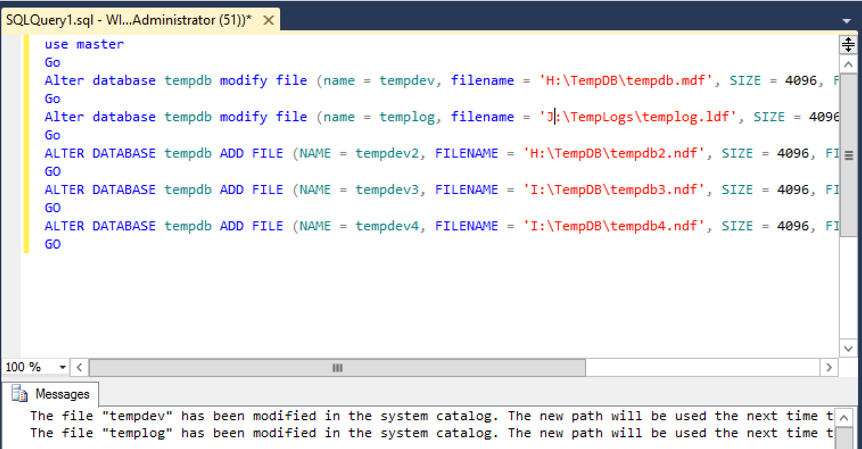 SQLQuery1.sql - WI...Administrator (51))*
use master
Go
Alter database tempdb modify file (name = tempdev, filename = 'H:\TempDB\tempdb.mdf', SIZE = 4096, F
Go
Alter database tempdb modify file (name = templog, filename = 'J:\TempLogs\templog.ldf', SIZE = 4096
Go
ALTER DATABASE tempdb ADD FILE (NAME = tempdev2, FILENAME = 'H:\TempDB\tempdb2.ndf', SIZE = 4096, FI
GO
ALTER DATABASE tempdb ADD FILE (NAME = tempdev3, FILENAME = 'I:\TempDB\tempdb3.ndf', SIZE = 4096, FI
GO
ALTER DATABASE tempdb ADD FILE (NAME = tempdev4, FILENAME = 'I:\TempDB\tempdb4.ndf', SIZE = 4096, FI
GO
100 %
Messages
The file "tempdev" has been modified in the system catalog. The new path will be used the next time t
The file "templog" has been modified in the system catalog. The new path will be used the next time t